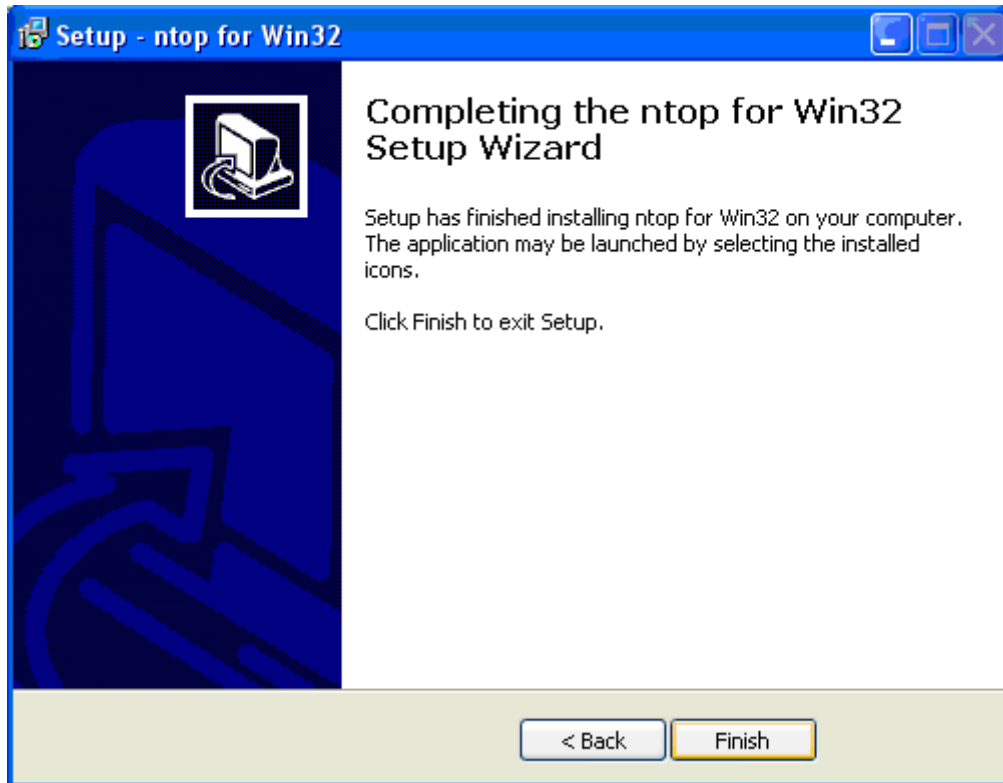 Setup - ntop for Win32
Completing the ntop for Win32
Setup Wizard
Setup has finished installing ntop for Win32 on your computer.
The application may be launched by selecting the installed
icons.
Click Finish to exit Setup.
< Back
Finish